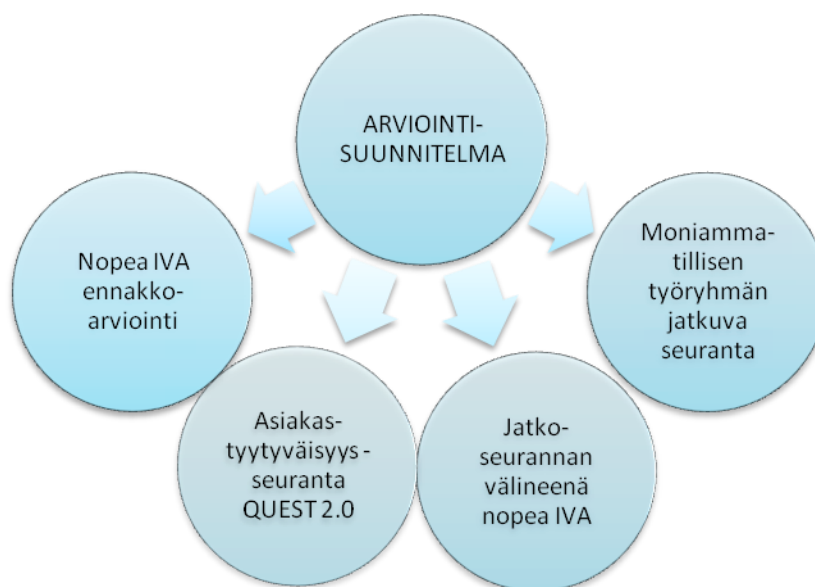 ARVIOINTI-
SUUNNITELMA
Nopea IVA
ennakko-
arviointi
Asiakas-
tyytyväisyys -
seuranta
QUEST 2.0
Jatko-
seurannan
välineenä
nopea IVA
Moniamma-
tillisen
työryhmän
jatkuva
seuranta